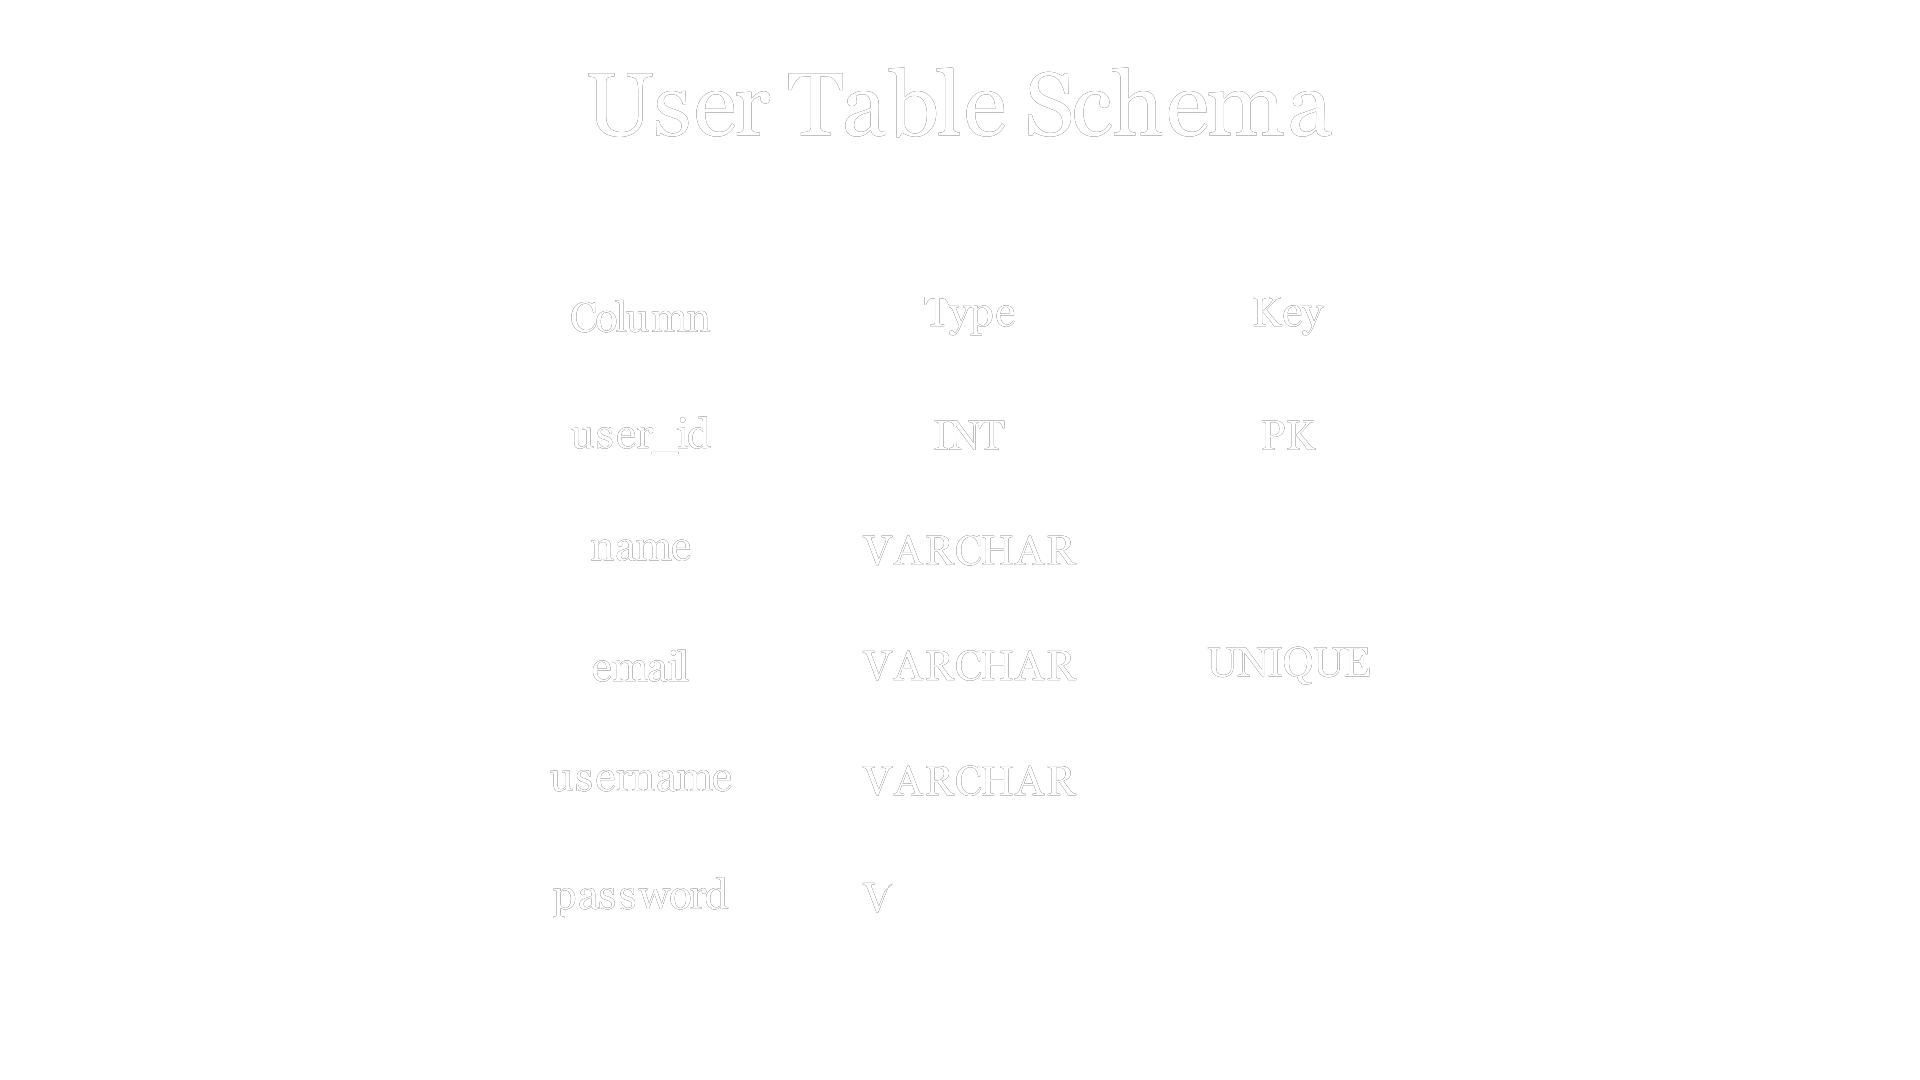 User Table Schema
Column Type Key
user_id INT PK
name VARCHAR
email VARCHAR UNIQUE
username VARCHAR
password V